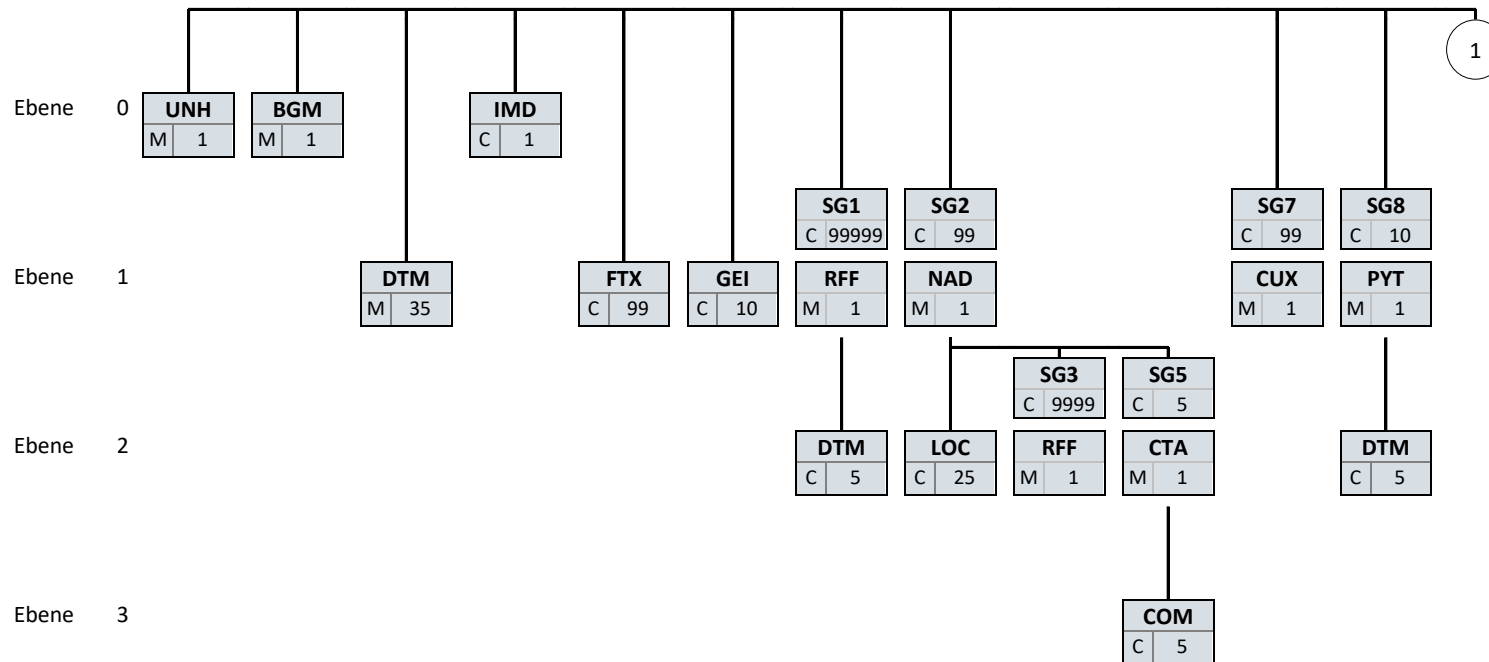 1
Ebene 0 UNH BGM IMD
M 1 M 1 C 1
SG1 SG2 SG7 SG8
C 99999 C 99 C 99 C 10
Ebene 1 DTM FTX GEI RFF NAD CUX PYT
M 35 C 99 C 10 M 1 M 1 M 1 M 1
SG3 SG5
C 9999 C 5
Ebene 2 DTM LOC RFF CTA DTM
C 5 C 25 M 1 M 1 C 5
Ebene 3 COM
C 5